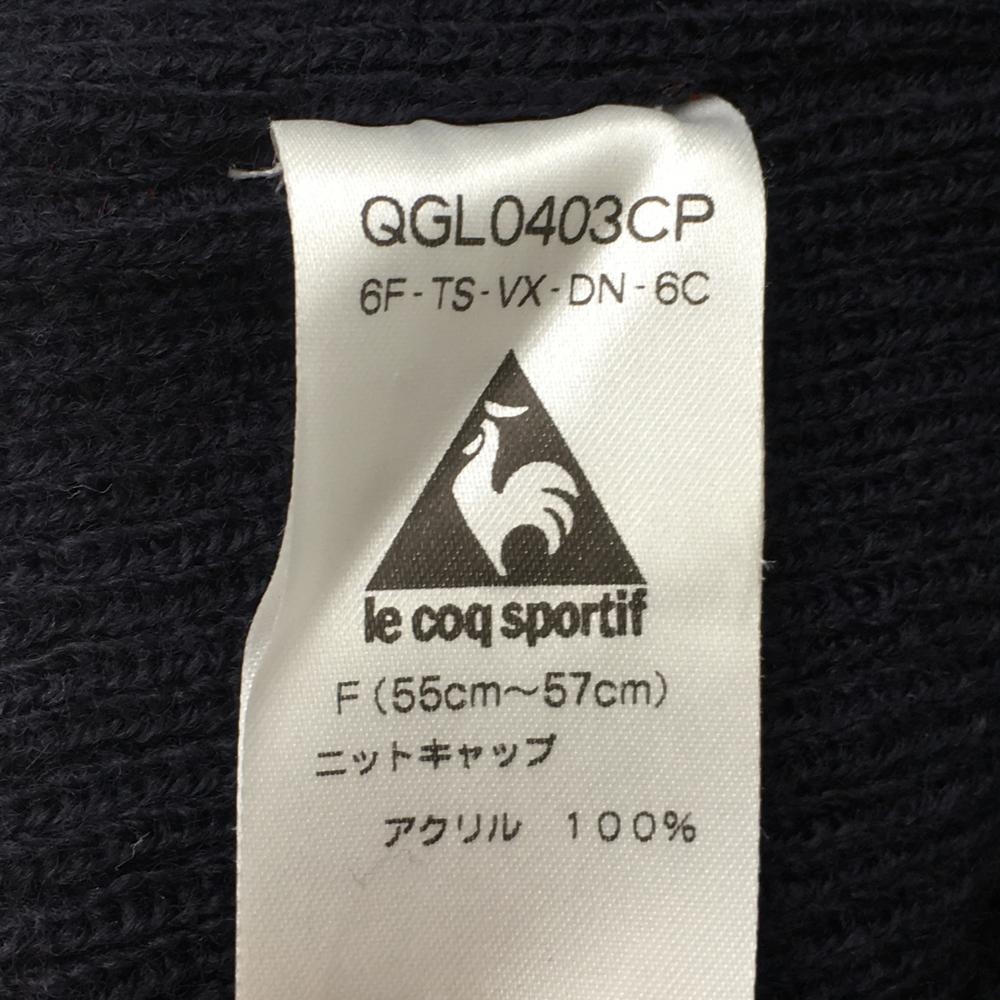 QGL0403CP
6F-TS-VX-DN-6C
le coq sportif
F(55cm〜57cm)
ニットキャップ
アクリル 100%